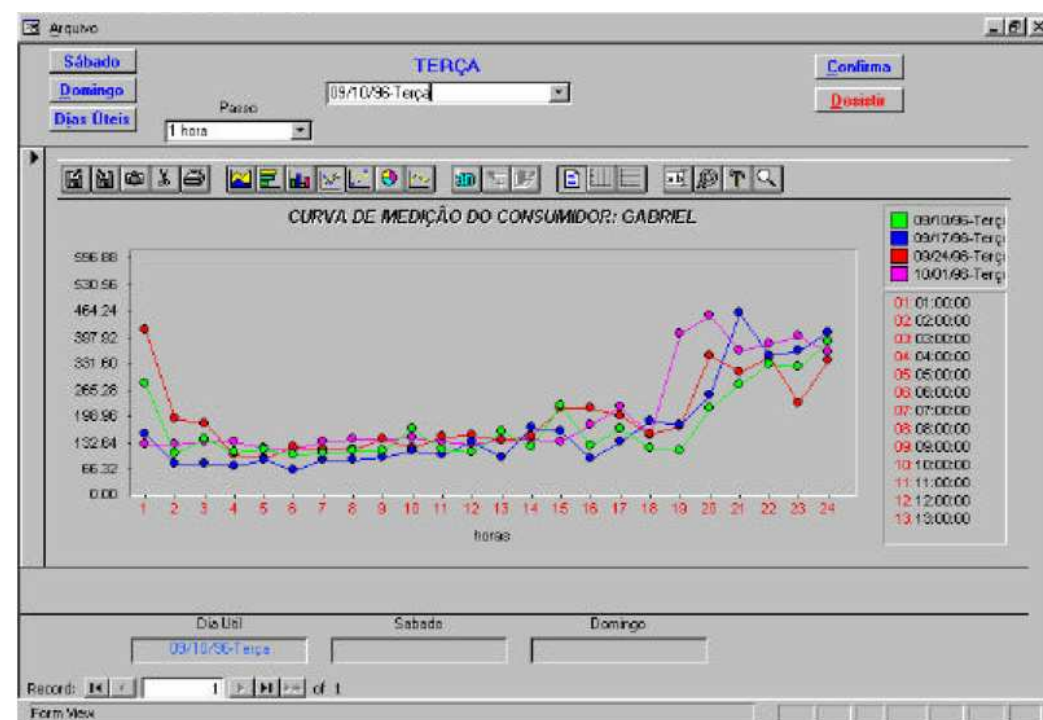 Arquivo
Sábado
Domingo
Dias Úteis
Passo
1 hora
TERÇA
09/10/96-Terça
Confirma
Desistir
CURVA DE MEDIÇÃO DO CONSUMIDOR: GABRIEL
596.88
530.56
464.24
397.92
331.60
265.28
198.96
132.64
66.32
0.00
1 2 3 4 5 6 7 8 9 10 11 12 13 14 15 16 17 18 19 20 21 22 23 24
horas
09/10/96-Terç
09/17/96-Terç
09/24/96-Terç
10/01/96-Terç
01 01:00:00
02 02:00:00
03 03:00:00
04 04:00:00
05 05:00:00
06 06:00:00
07 07:00:00
08 08:00:00
09 09:00:00
10 10:00:00
11 11:00:00
12 12:00:00
13 13:00:00
Dia Util
Sabado
Domingo
09/10/96-Terça
Record: 1 of 1
Form View